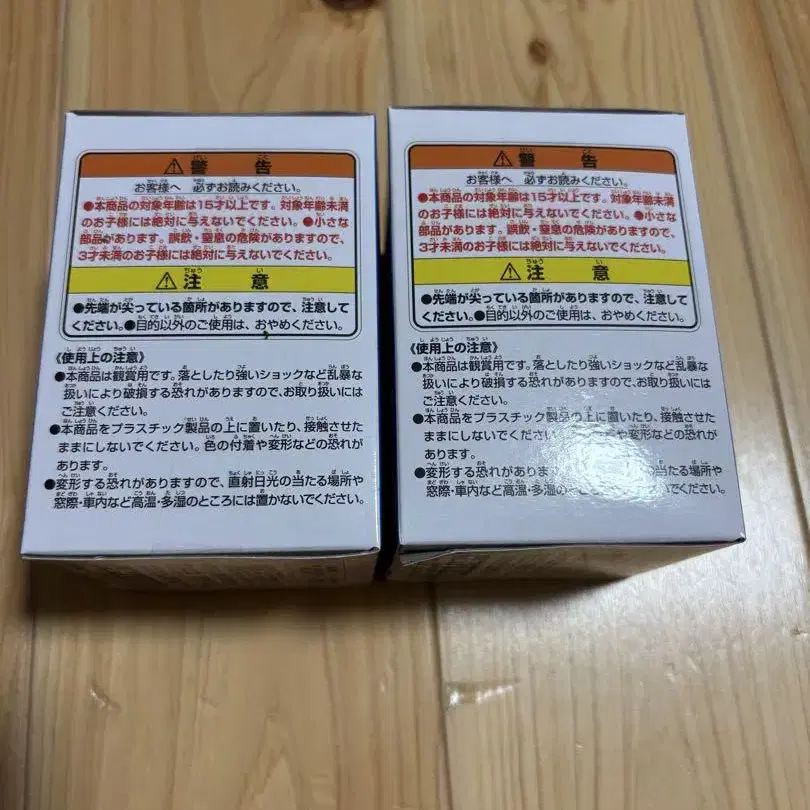 ⚠警告
お客様へ 必ずお読みください。
●本商品の対象年齢は15才以上です。対象年齢未満
のお子様には絶対に与えないでください。●小さな
部品があります。誤飲・窒息の危険がありますので、
3才未満のお子様には絶対に与えないでください。
⚠注意
●先端が尖っている箇所がありますので、注意して
ください。●目的以外のご使用は、おやめください。
《使用上の注意》
●本商品は観賞用です。落としたり強いショックなど乱暴な
扱いにより破損する恐れがありますので、お取り扱いには
ご注意ください。
●本商品をプラスチック製品の上に置いたり、接触させた
ままにしないでください。色の付着や変形などの恐れが
あります。
●変形する恐れがありますので、直射日光の当たる場所や
窓際・車内など高温・多湿のところには置かないでください。
⚠警告
お客様へ 必ずお読みください。
●本商品の対象年齢は15才以上です。対象年齢未満
のお子様には絶対に与えないでください。●小さな
部品があります。誤飲・窒息の危険がありますので、
3才未満のお子様には絶対に与えないでください。
⚠注意
●先端が尖っている箇所がありますので、注意して
ください。●目的以外のご使用は、おやめください。
《使用上の注意》
●本商品は観賞用です。落としたり強いショックなど乱暴な
扱いにより破損する恐れがありますので、お取り扱いには
ご注意ください。
●本商品をプラスチック製品の上に置いたり、接触させた
ままにしないでください。色の付着や変形などの恐れが
あります。
●変形する恐れがありますので、直射日光の当たる場所や
窓際・車内など高温・多湿のところには置かないでください。